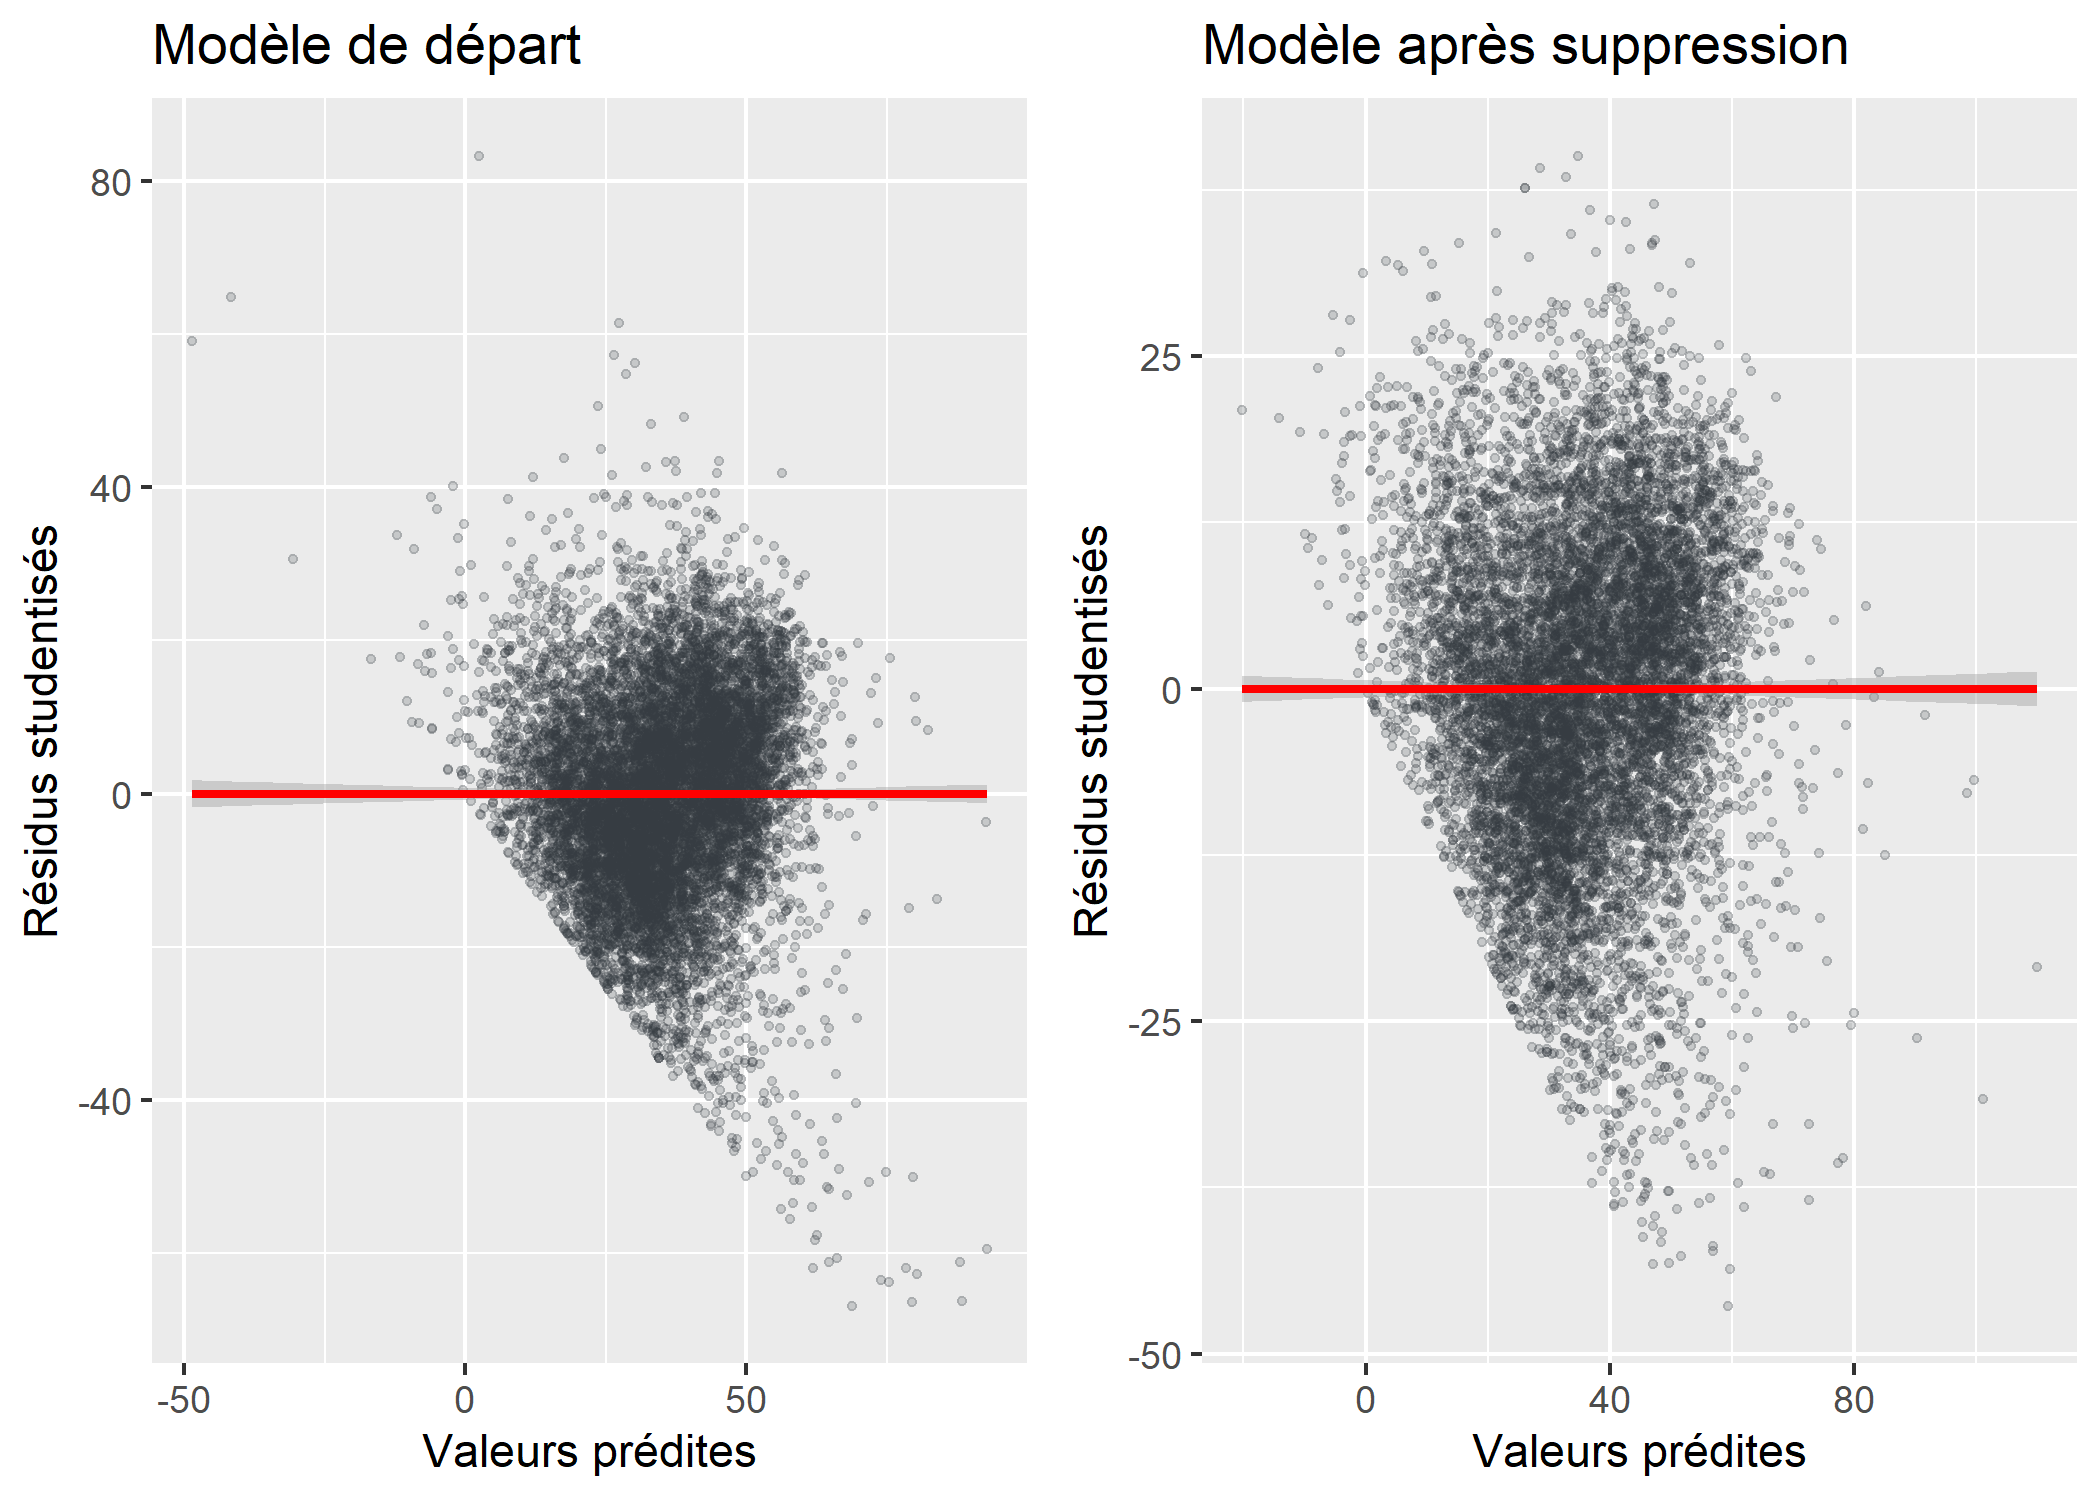 Modèle de départ
Résidus studentisés
80
40
0
-40
-50
0
50
Valeurs prédites
Modèle après suppression
Résidus studentisés
25
0
-25
-50
0
40
80
Valeurs prédites